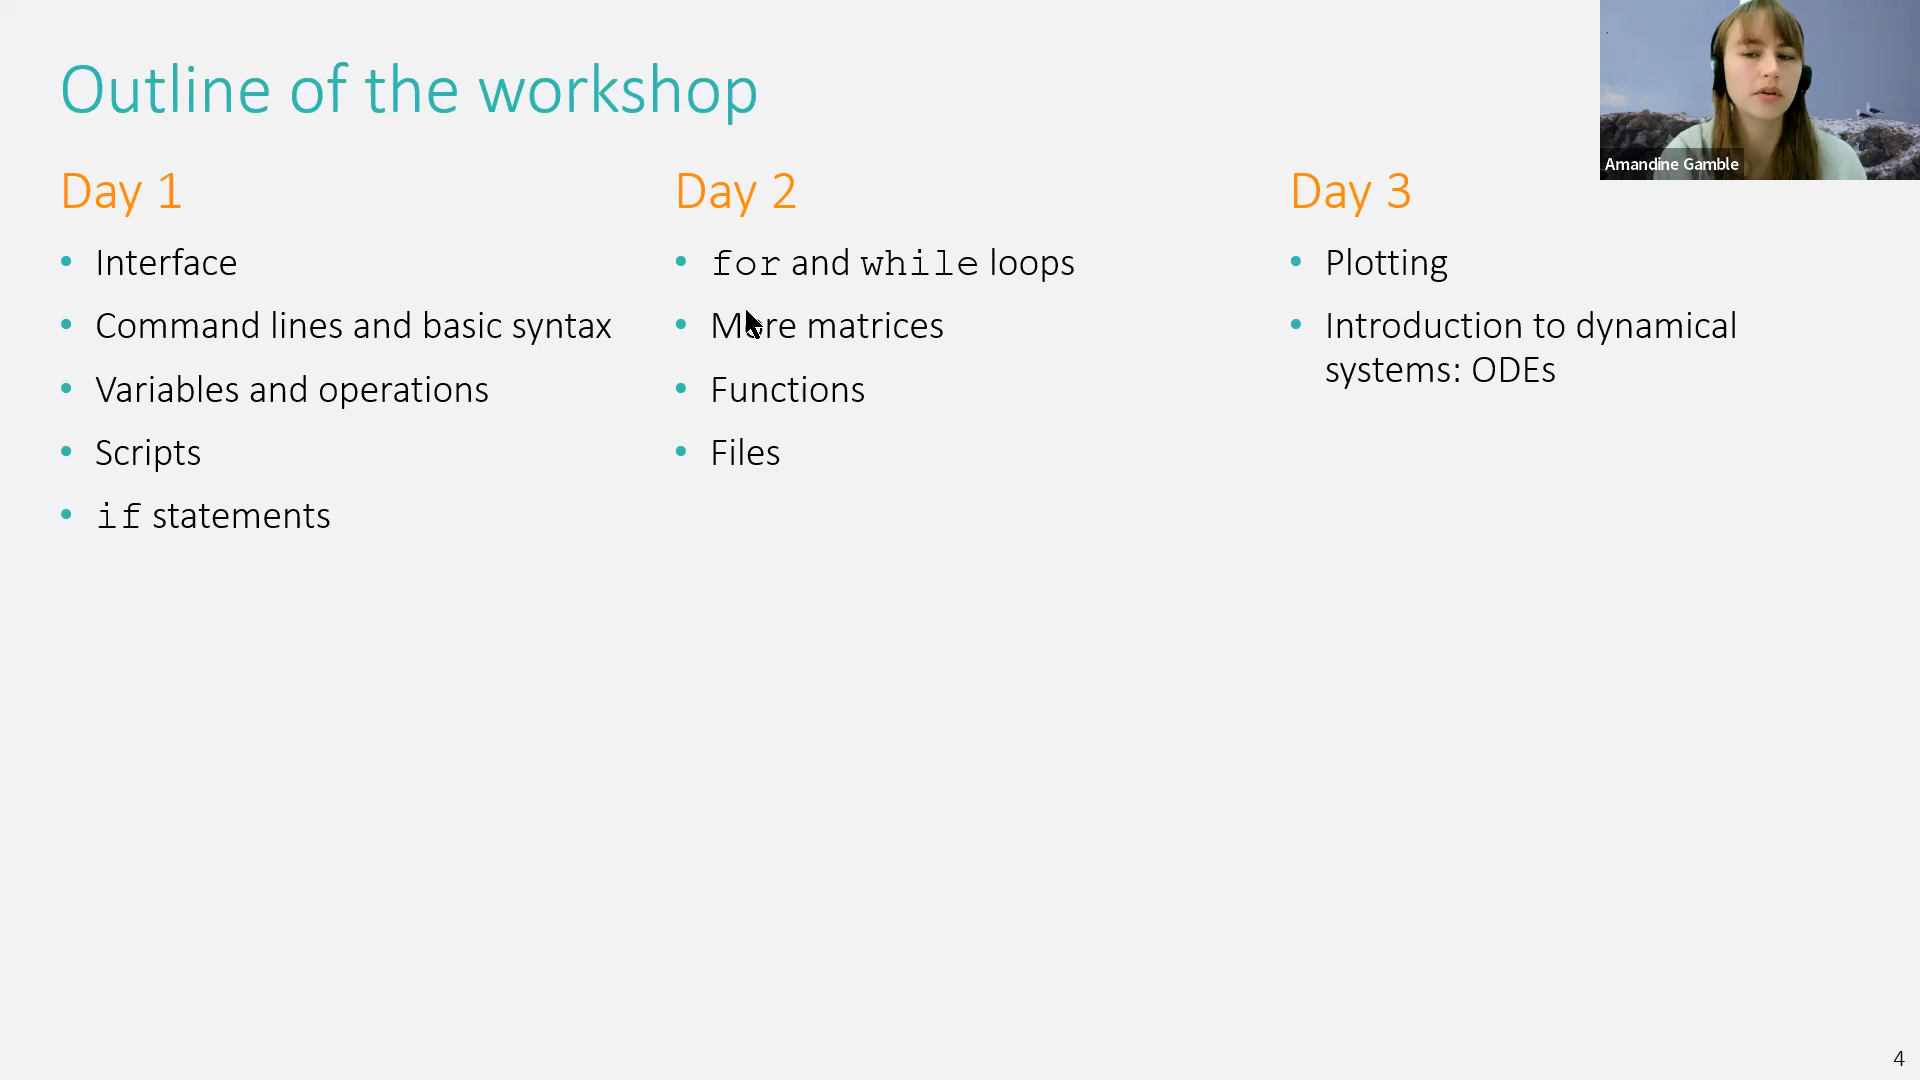 Outline of the workshop
Amandine Gamble
Day 1
• Interface
• Command lines and basic syntax
• Variables and operations
• Scripts
• if statements
Day 2
• for and while loops
• More matrices
• Functions
• Files
Day 3
• Plotting
• Introduction to dynamical
systems: ODEs
4